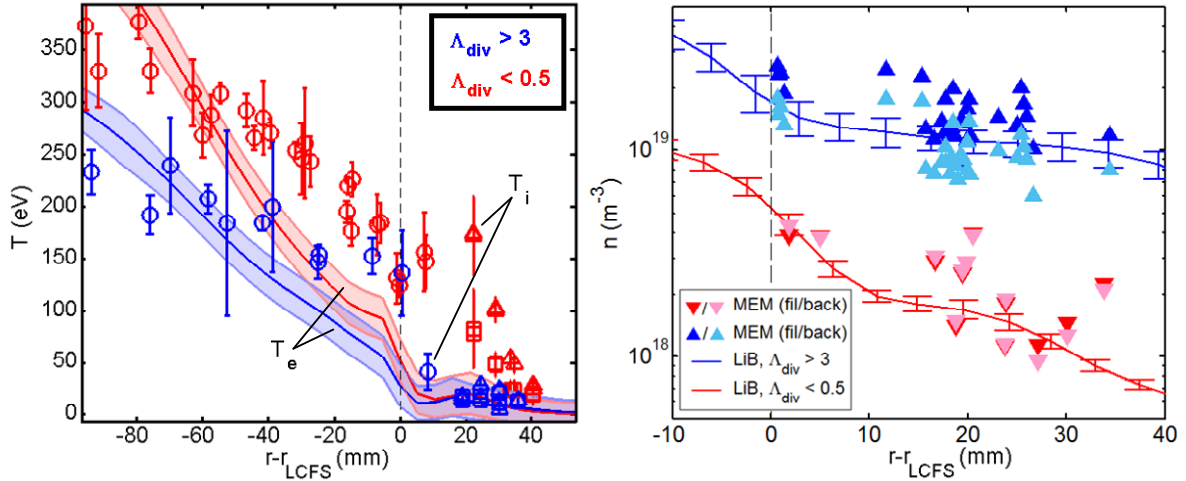 Λdiv > 3
Λdiv < 0.5
350
300
250
200
150
100
50
0
T (eV)
Ti
Te
-80
-60
-40
-20
0
20
40
r-rLCFS (mm)
n (m-3)
10^19
10^18
MEM (fil/back)
MEM (fil/back)
LiB, Λdiv > 3
LiB, Λdiv < 0.5
-10
0
10
20
30
40
r-rLCFS (mm)